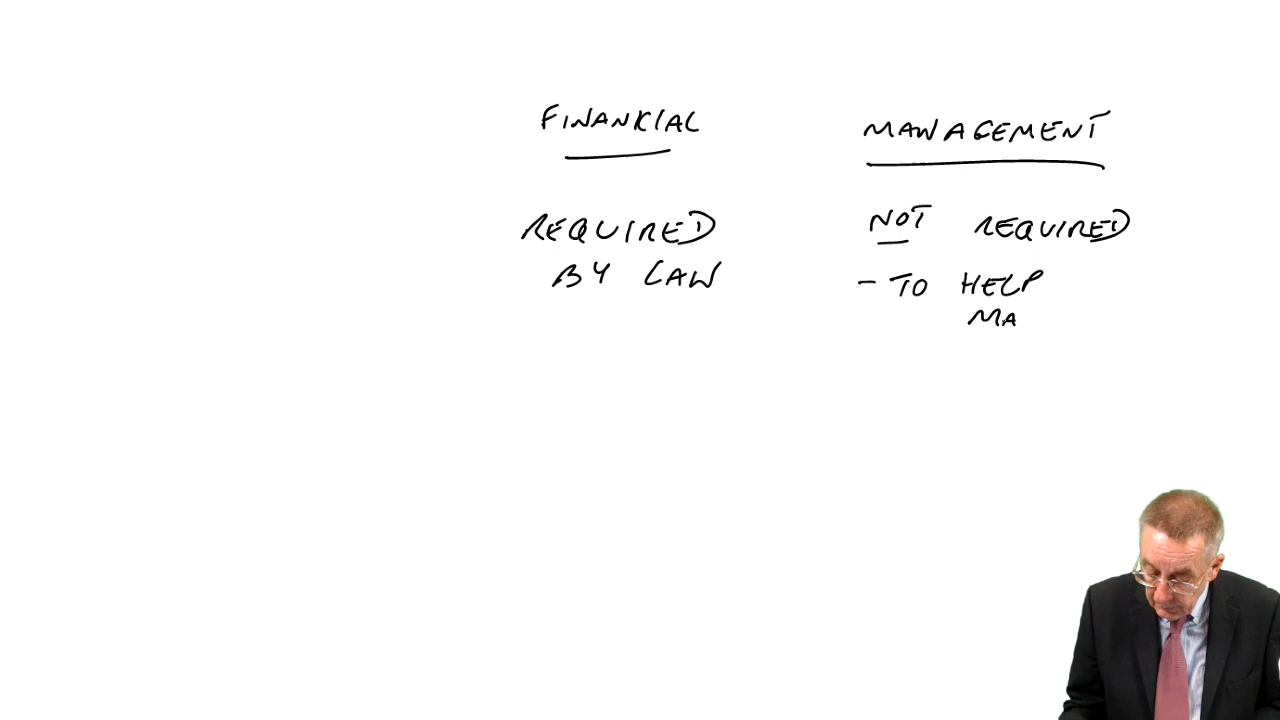 FINANCIAL
MANAGEMENT
REQUIRED
BY LAW
NOT REQUIRED
- TO HELP
MA